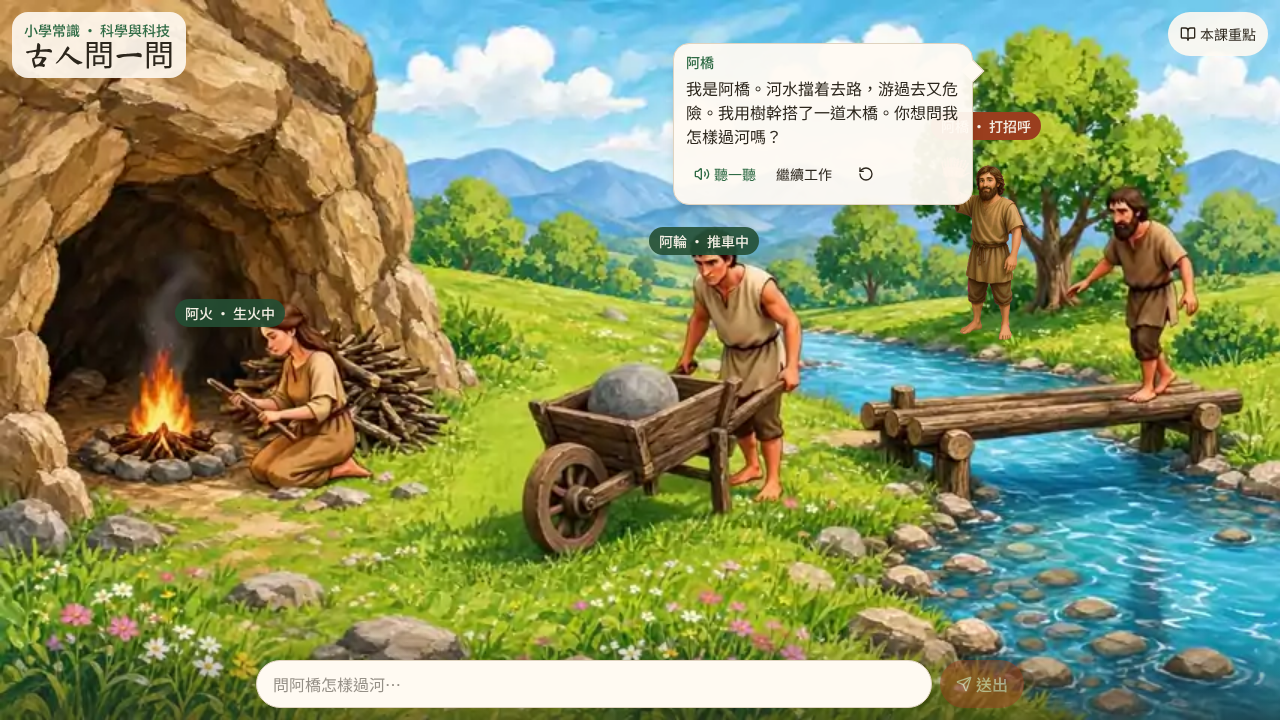 小學常識 · 科學與科技
古人問一問
本課重點
阿橋
我是阿橋。河水擋着去路，游過去又危
險。我用樹幹搭了一道木橋。你想問我
怎樣過河嗎？
聽一聽 繼續工作
· 打招呼
阿輪 · 推車中
阿火 · 生火中
問阿橋怎樣過河…
送出